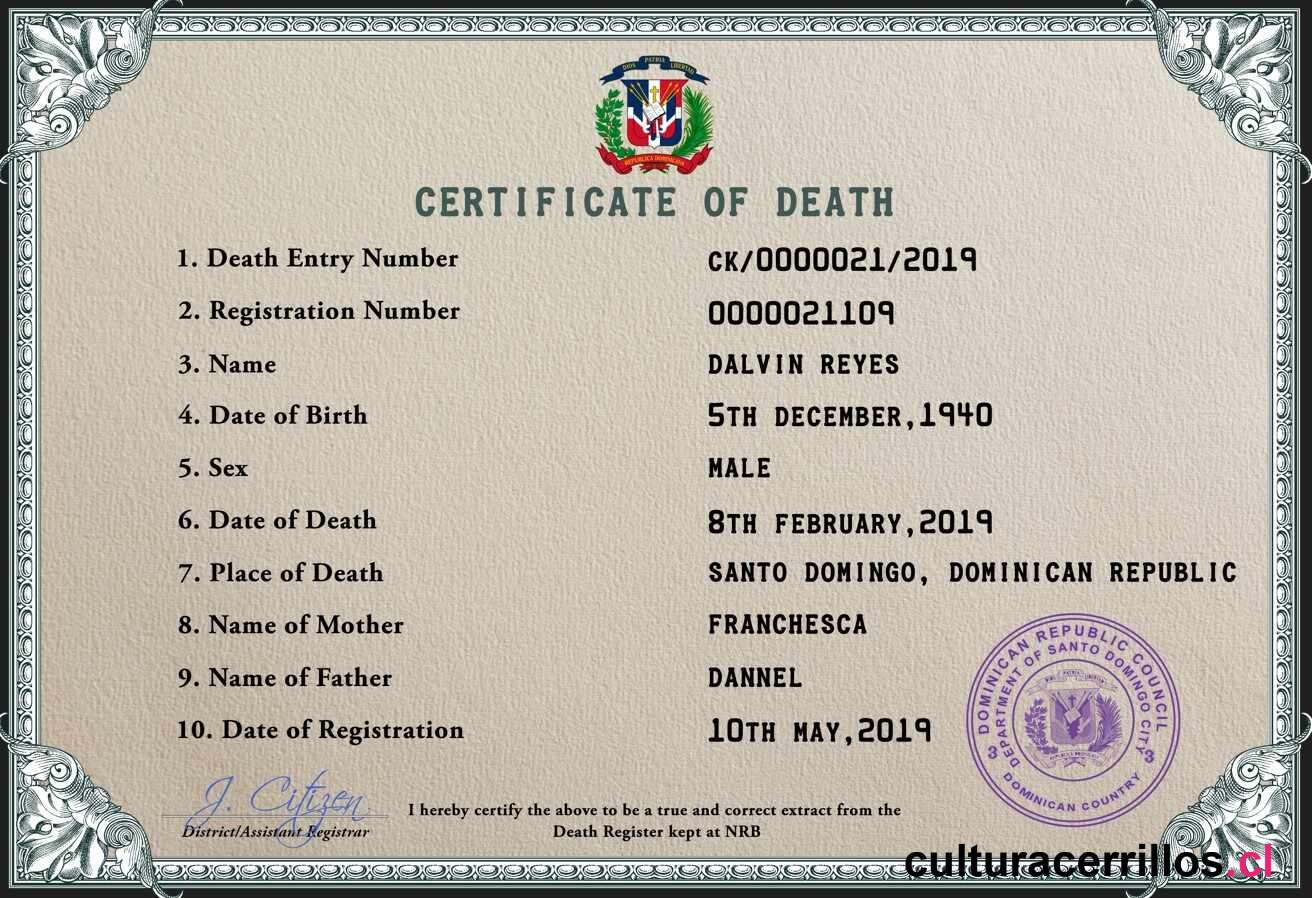 DIOS PATRIA LIBERTAD
REPUBLICA DOMINICANA
CERTIFICATE OF DEATH
1. Death Entry Number CK/0000021/2019
2. Registration Number 0000021109
3. Name DALVIN REYES
4. Date of Birth 5TH DECEMBER,1940
5. Sex MALE
6. Date of Death 8TH FEBRUARY,2019
7. Place of Death SANTO DOMINGO, DOMINICAN REPUBLIC
8. Name of Mother FRANCHESCA
9. Name of Father DANNEL
10. Date of Registration 10TH MAY,2019
DOMINICAN REPUBLIC COUNCIL
DEPARTMENT OF SANTO DOMINGO CITY
3 3
DOMINICAN COUNTRY
J. Citizen
District/Assistant Registrar
I hereby certify the above to be a true and correct extract from the
Death Register kept at NRB
culturacerrillos.cl